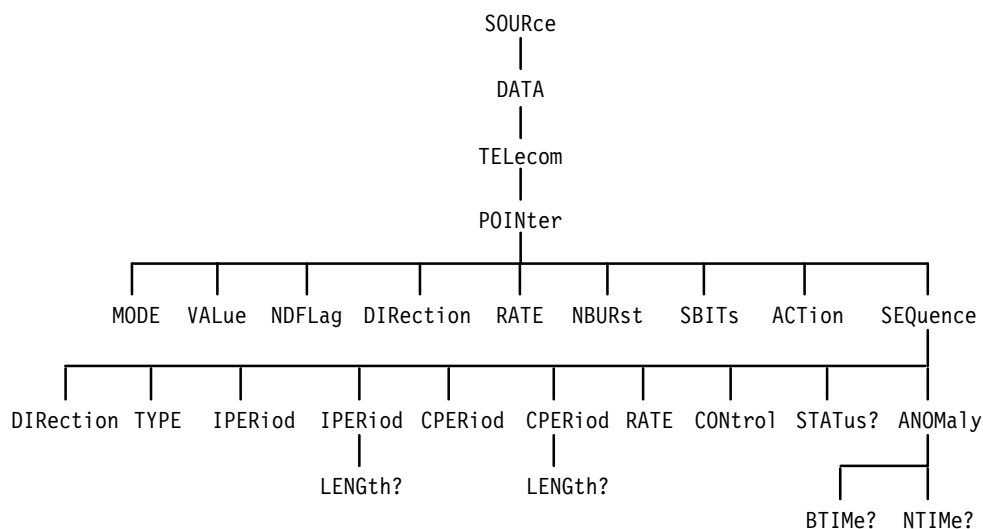 SOURce
DATA
TELecom
POINter
MODE VALue NDFLag DIRection RATE NBURst SBITs ACTion SEQuence
DIRection TYPE IPERiod IPERiod CPERiod CPERiod RATE CONtrol STATus? ANOMaly
LENGth? LENGth?
BTIMe? NTIMe?